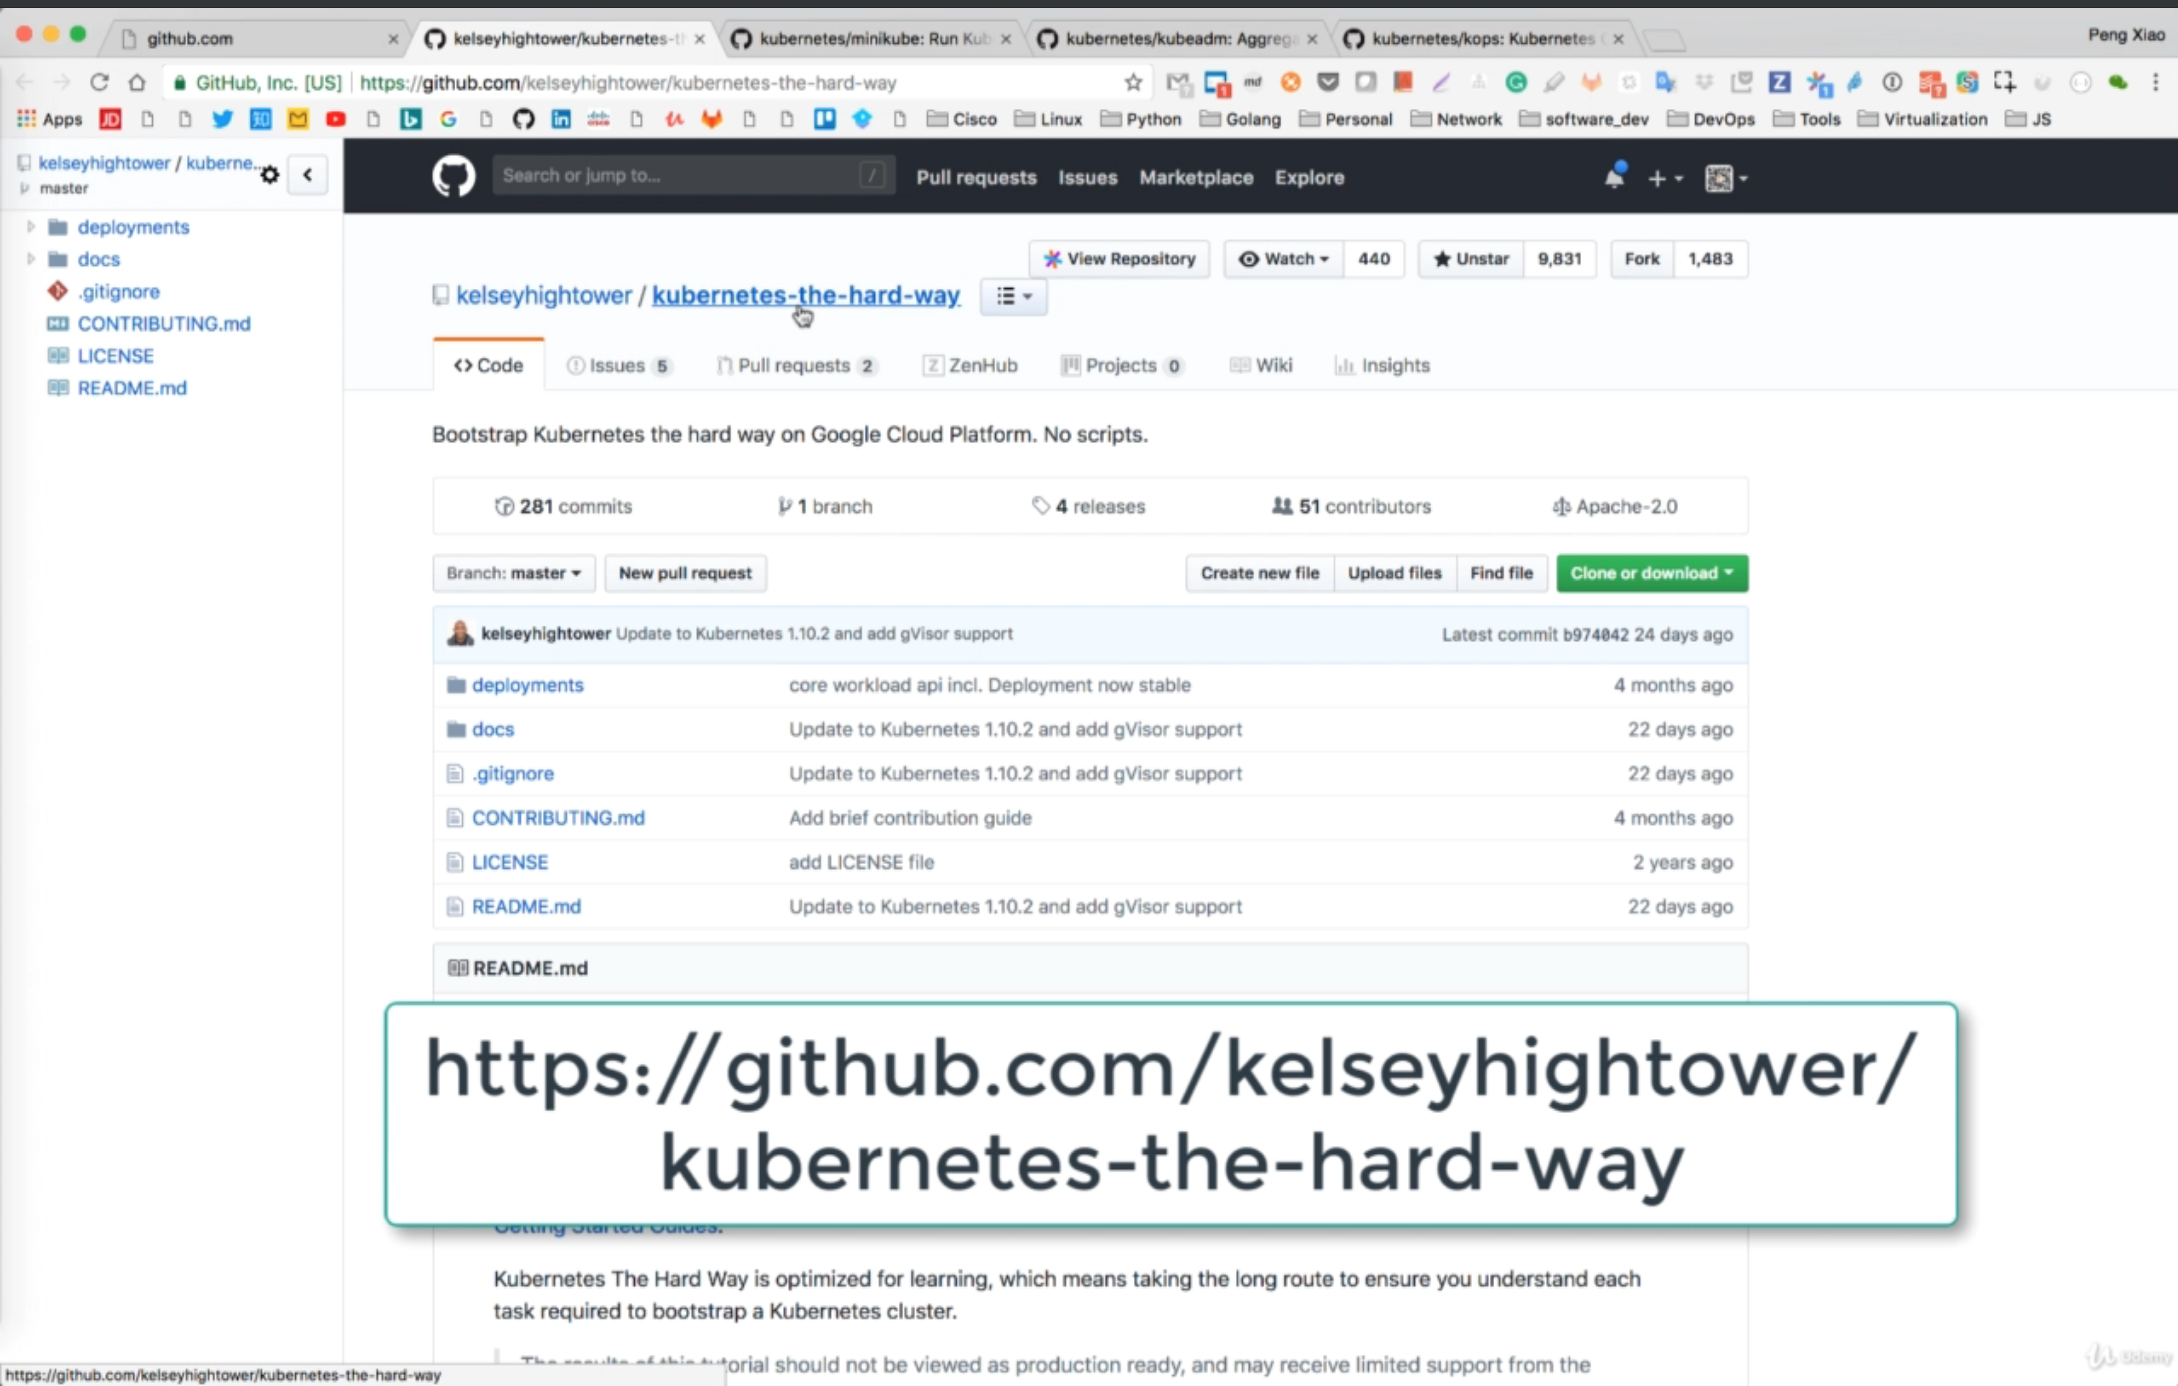 github.com
kelseyhightower/kubernetes-t
kubernetes/minikube: Run Kub
kubernetes/kubeadm: Aggrega
kubernetes/kops: Kubernetes
Peng Xiao
GitHub, Inc. [US] https://github.com/kelseyhightower/kubernetes-the-hard-way
Apps Cisco Linux Python Golang Personal Network software_dev DevOps Tools Virtualization JS
kelseyhightower / kuberne...
master
deployments
docs
.gitignore
CONTRIBUTING.md
LICENSE
README.md
Search or jump to... /
Pull requests Issues Marketplace Explore
View Repository Watch 440 Unstar 9,831 Fork 1,483
kelseyhightower / kubernetes-the-hard-way
Code Issues 5 Pull requests 2 ZenHub Projects 0 Wiki Insights
Bootstrap Kubernetes the hard way on Google Cloud Platform. No scripts.
281 commits 1 branch 4 releases 51 contributors Apache-2.0
Branch: master New pull request Create new file Upload files Find file Clone or download
kelseyhightower Update to Kubernetes 1.10.2 and add gVisor support Latest commit b974042 24 days ago
deployments core workload api incl. Deployment now stable 4 months ago
docs Update to Kubernetes 1.10.2 and add gVisor support 22 days ago
.gitignore Update to Kubernetes 1.10.2 and add gVisor support 22 days ago
CONTRIBUTING.md Add brief contribution guide 4 months ago
LICENSE add LICENSE file 2 years ago
README.md Update to Kubernetes 1.10.2 and add gVisor support 22 days ago
README.md
https://github.com/kelseyhightower/
kubernetes-the-hard-way
Getting Started Guides.
Kubernetes The Hard Way is optimized for learning, which means taking the long route to ensure you understand each
task required to bootstrap a Kubernetes cluster.
The results of this tutorial should not be viewed as production ready, and may receive limited support from the
https://github.com/kelseyhightower/kubernetes-the-hard-way
Udemy